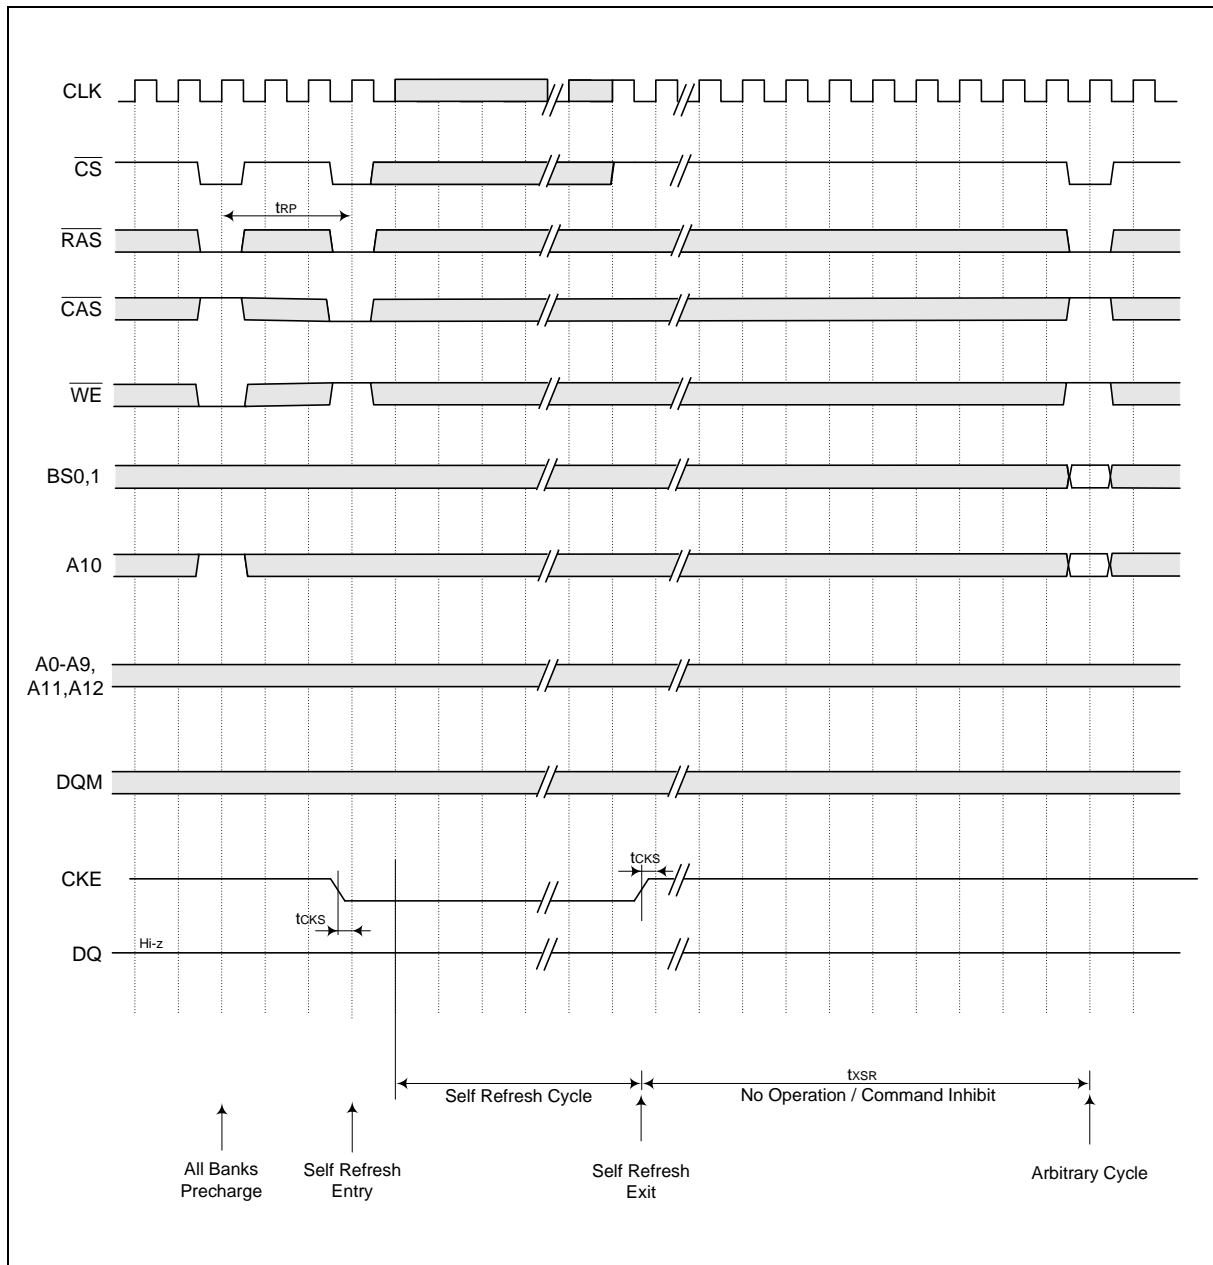 CLK
CS
tRP
RAS
CAS
WE
BS0,1
A10
A0-A9,
A11,A12
DQM
tCKS
CKE
tCKS
Hi-z
DQ
tXSR
Self Refresh Cycle
No Operation / Command Inhibit
All Banks
Precharge
Self Refresh
Entry
Self Refresh
Exit
Arbitrary Cycle